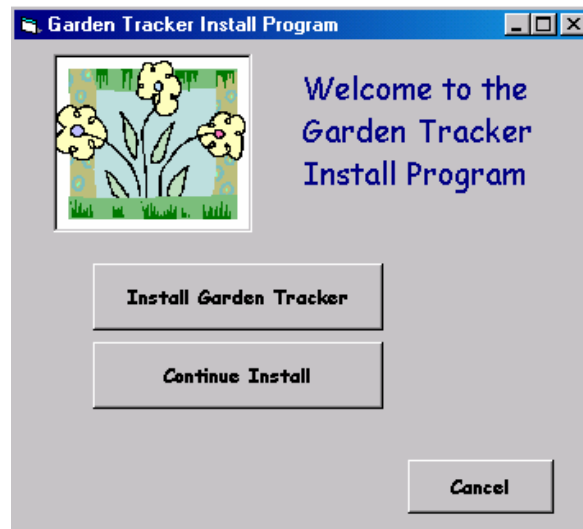 Garden Tracker Install Program
Welcome to the
Garden Tracker
Install Program
Install Garden Tracker
Continue Install
Cancel